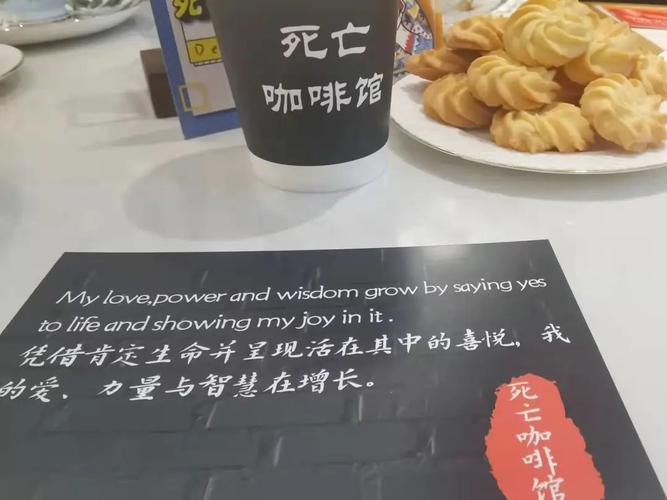 死
De
死亡
咖啡馆
My love,power and wisdom grow by saying yes
to life and showing my joy in it.
凭借肯定生命并呈现活在其中的喜悦，我
的爱、力量与智慧在增长。
死亡咖啡馆